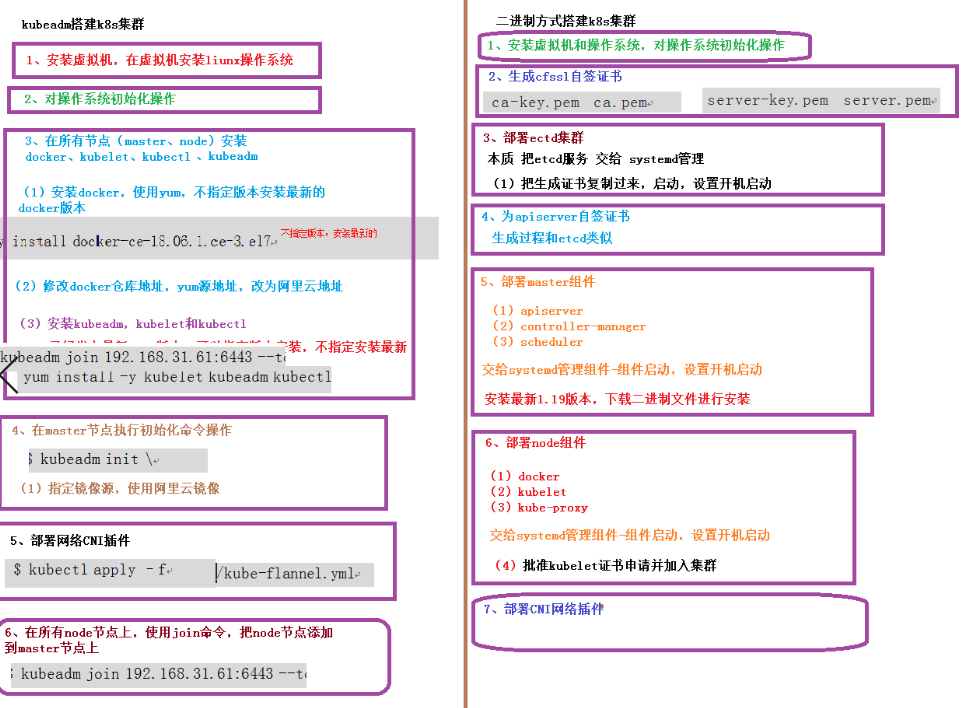 kubeadm搭建k8s集群
1、安装虚拟机，在虚拟机安装liunx操作系统
2、对操作系统初始化操作
3、在所有节点（master、node）安装
docker、kubelet、kubectl 、kubeadm
（1）安装docker，使用yum，不指定版本安装最新的
docker版本
install docker-ce-18.06.1.ce-3.el7
不指定版本，安装最新的
（2）修改docker仓库地址，yum源地址，改为阿里云地址
（3）安装kubeadm，kubelet和kubectl
装，不指定安装最新
kubeadm join 192.168.31.61:6443 --to
yum install -y kubelet kubeadm kubectl
4、在master节点执行初始化命令操作
$ kubeadm init \
（1）指定镜像源，使用阿里云镜像
5、部署网络CNI插件
$ kubectl apply -f /kube-flannel.yml
6、在所有node节点上，使用join命令，把node节点添加
到master节点上
$ kubeadm join 192.168.31.61:6443 --to
二进制方式搭建k8s集群
1、安装虚拟机和操作系统，对操作系统初始化操作
2、生成cfssl自签证书
ca-key.pem ca.pem server-key.pem server.pem
3、部署ectd集群
本质 把etcd服务 交给 systemd管理
（1）把生成证书复制过来，启动，设置开机启动
4、为apiserver自签证书
生成过程和etcd类似
5、部署master组件
（1）apiserver
（2）controller-manager
（3）scheduler
交给systemd管理组件-组件启动，设置开机启动
安装最新1.19版本，下载二进制文件进行安装
6、部署node组件
（1）docker
（2）kubelet
（3）kube-proxy
交给systemd管理组件-组件启动，设置开机启动
（4）批准kubelet证书申请并加入集群
7、部署CNI网络插件